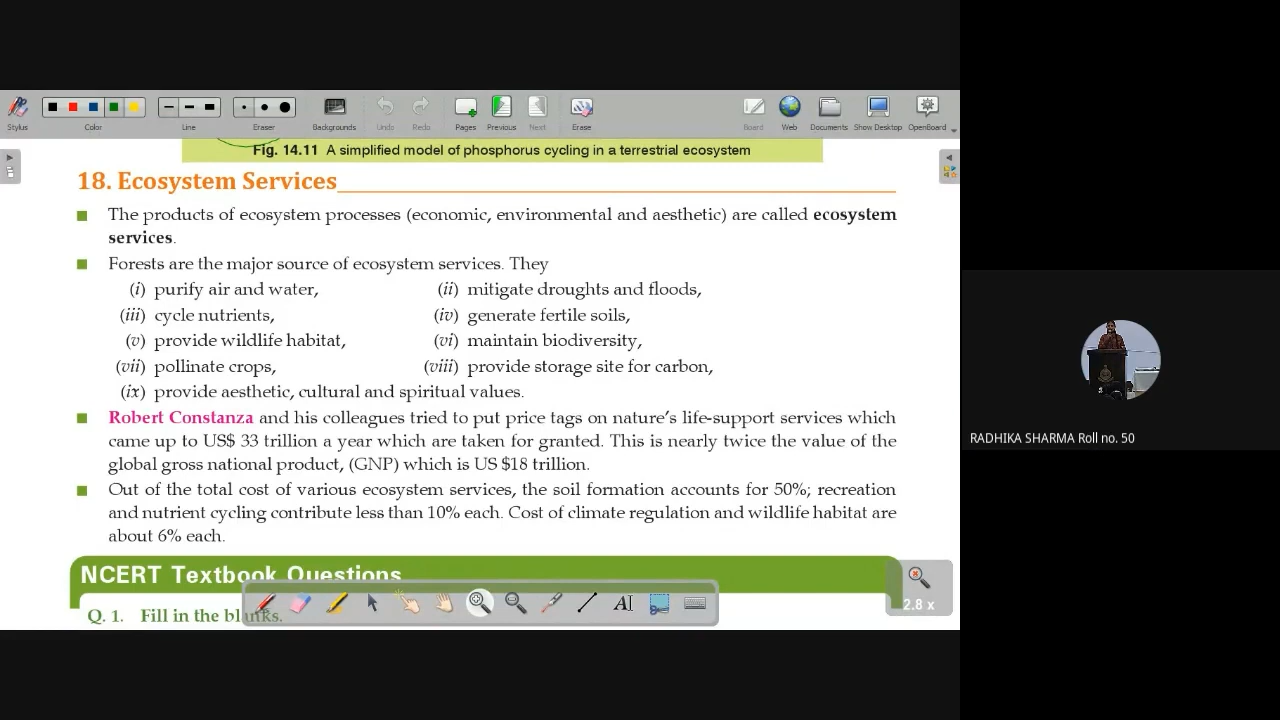 Stylus Color Line Eraser Backgrounds Undo Redo Pages Previous Next Erase Board Web Documents Show Desktop OpenBoard
Fig. 14.11 A simplified model of phosphorus cycling in a terrestrial ecosystem
18. Ecosystem Services
The products of ecosystem processes (economic, environmental and aesthetic) are called ecosystem
services.
Forests are the major source of ecosystem services. They
(i) purify air and water, (ii) mitigate droughts and floods,
(iii) cycle nutrients, (iv) generate fertile soils,
(v) provide wildlife habitat, (vi) maintain biodiversity,
(vii) pollinate crops, (viii) provide storage site for carbon,
(ix) provide aesthetic, cultural and spiritual values.
Robert Constanza and his colleagues tried to put price tags on nature's life-support services which
came up to US$ 33 trillion a year which are taken for granted. This is nearly twice the value of the
global gross national product, (GNP) which is US $18 trillion.
Out of the total cost of various ecosystem services, the soil formation accounts for 50%; recreation
and nutrient cycling contribute less than 10% each. Cost of climate regulation and wildlife habitat are
about 6% each.
NCERT Textbook Questions
2.8 x
Q. 1. Fill in the blanks.
RADHIKA SHARMA Roll no. 50